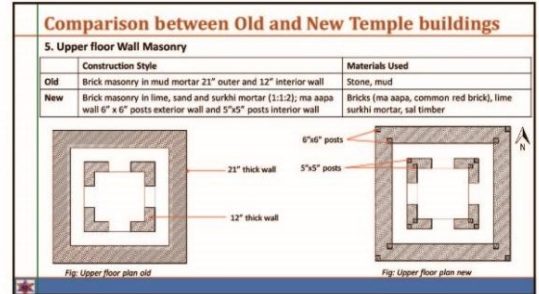 Comparison between Old and New Temple buildings
5. Upper floor Wall Masonry
Construction Style Materials Used
Old Brick masonry in mud mortar 21" outer and 12" interior wall Stone, mud
New Brick masonry in lime, sand and surkhi mortar (1:1:2); ma aapa Bricks (ma aapa, common red brick), lime
wall 6" x 6" posts exterior wall and 5"x5" posts interior wall surkhi mortar, sal timber
6"x6" posts
N
21" thick wall
5"x5" posts
12" thick wall
Fig: Upper floor plan old
Fig: Upper floor plan new